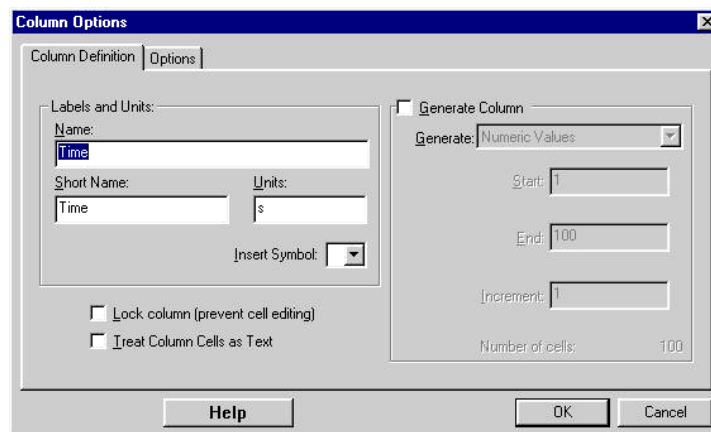 Column Options
Column Definition
Options
Labels and Units:
Name:
Time
Short Name:
Units:
Time
s
Insert Symbol:
Lock column (prevent cell editing)
Treat Column Cells as Text
Generate Column
Generate: Numeric Values
Start: 1
End: 100
Increment: 1
Number of cells: 100
Help
OK
Cancel